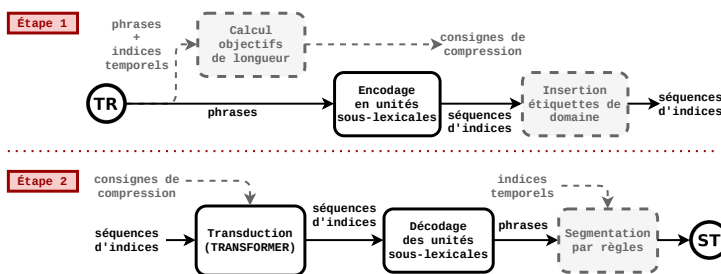 Étape 1
phrases
+
indices
temporels
Calcul
objectifs
de longueur
consignes de
compression
TR
phrases
Encodage
en unités
sous-lexicales
séquences
d'indices
Insertion
étiquettes de
domaine
séquences
d'indices
Étape 2
consignes de
compression
séquences
d'indices
Transduction
(TRANSFORMER)
séquences
d'indices
Décodage
des unités
sous-lexicales
phrases
indices
temporels
Segmentation
par règles
ST